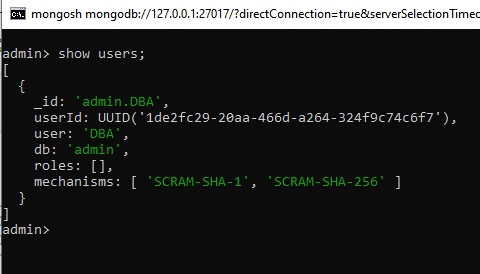 mongosh mongodb://127.0.0.1:27017/?directConnection=true&serverSelectionTimeo
admin> show users;
[
  {
    _id: 'admin.DBA',
    userId: UUID('1de2fc29-20aa-466d-a264-324f9c74c6f7'),
    user: 'DBA',
    db: 'admin',
    roles: [],
    mechanisms: [ 'SCRAM-SHA-1', 'SCRAM-SHA-256' ]
  }
]
admin>